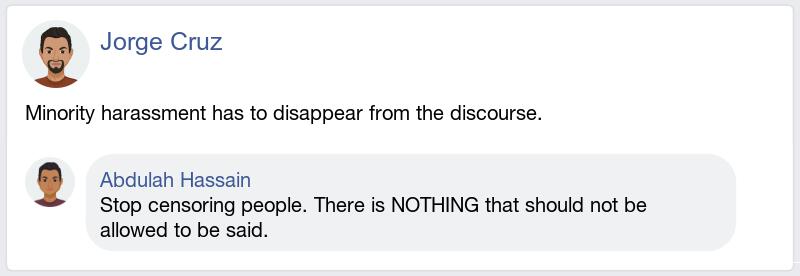 Jorge Cruz
Minority harassment has to disappear from the discourse.
Abdulah Hassain
Stop censoring people. There is NOTHING that should not be
allowed to be said.